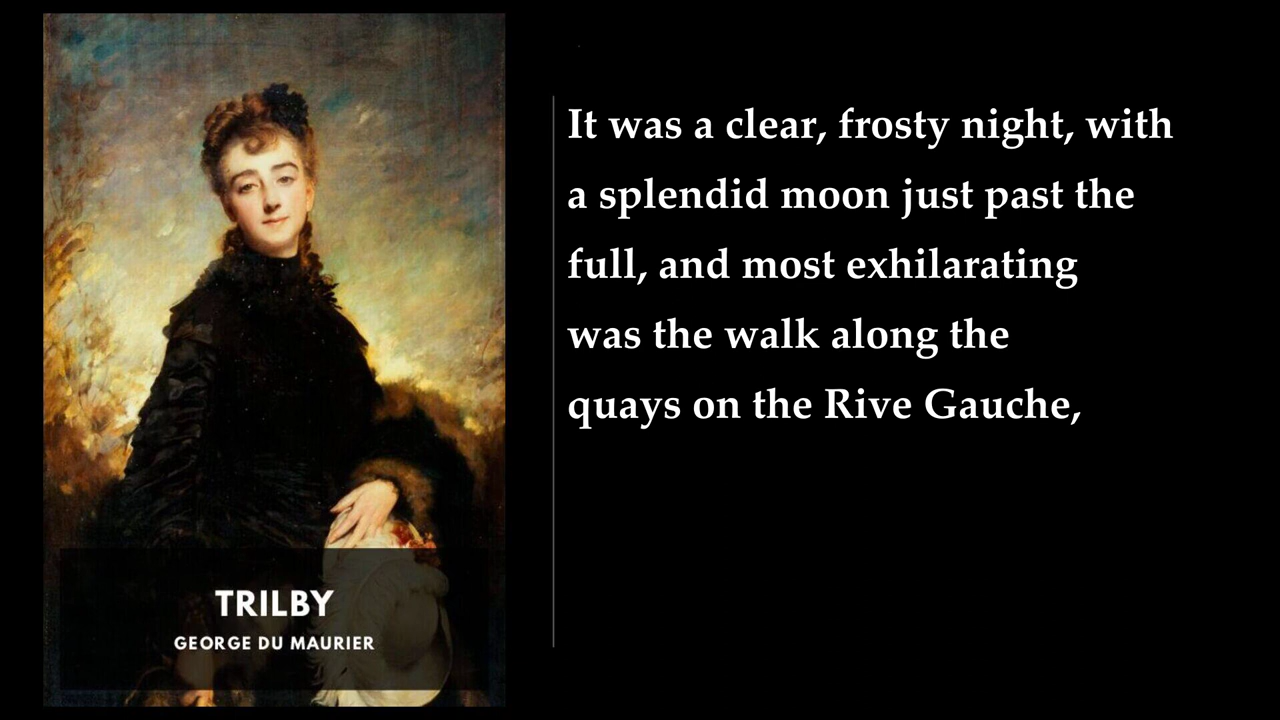 It was a clear, frosty night, with
a splendid moon just past the
full, and most exhilarating
was the walk along the
quays on the Rive Gauche,
TRILBY
GEORGE DU MAURIER